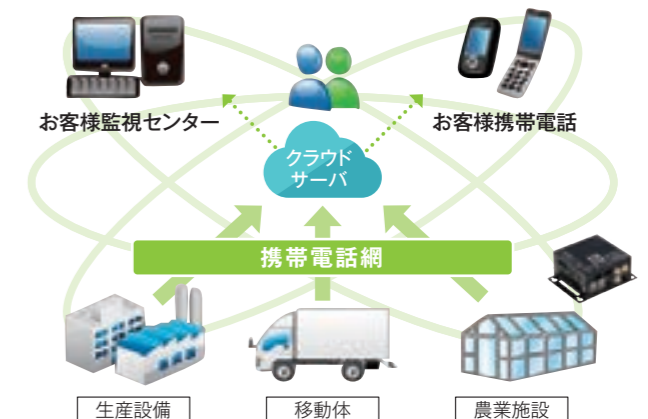 お客様監視センター
お客様携帯電話
クラウド
サーバ
携帯電話網
生産設備
移動体
農業施設